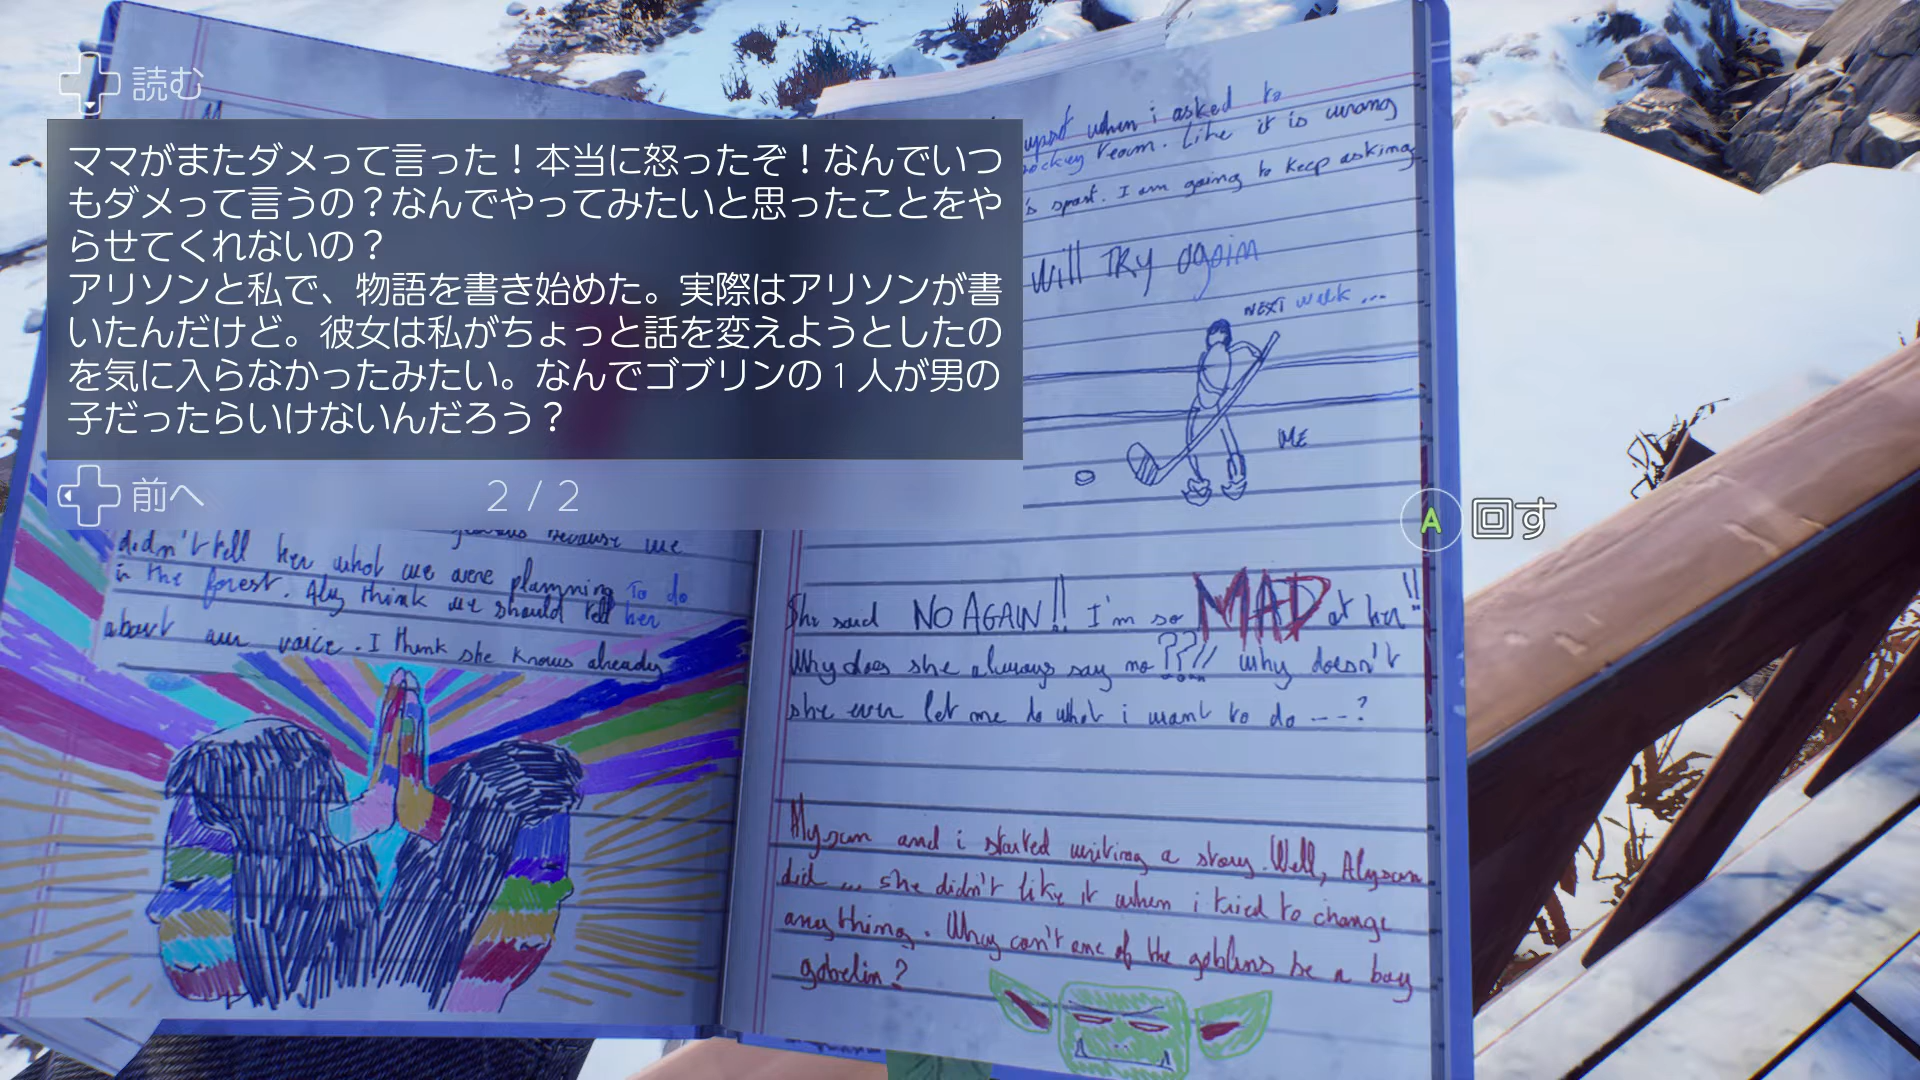 読む
ママがまたダメって言った！本当に怒ったぞ！なんでいつ
もダメって言うの？なんでやってみたいと思ったことをや
らせてくれないの？
アリソンと私で、物語を書き始めた。実際はアリソンが書
いたんだけど。彼女は私がちょっと話を変えようとしたの
を気に入らなかったみたい。なんでゴブリンの1人が男の
子だったらいけないんだろう？
前へ
2 / 2
because we
didn't tell her what we were planning to do
in the forest. Aly think we should tell her
about our voice. I think she knows already
upset when i asked to
hockey team. Like it is wrong
's sport. I am going to keep asking
Will TRY again
NEXT week ...
ME
A 回す
She said NO AGAIN!! I'm so MAD at her!!
Why does she always say no ??!! why doesn't
she ever let me do what i want to do ---?
Alyson and i started writing a story. Well, Alyson
did ... she didn't like it when i tried to change
anything. Why can't one of the goblins be a boy
gobelin?